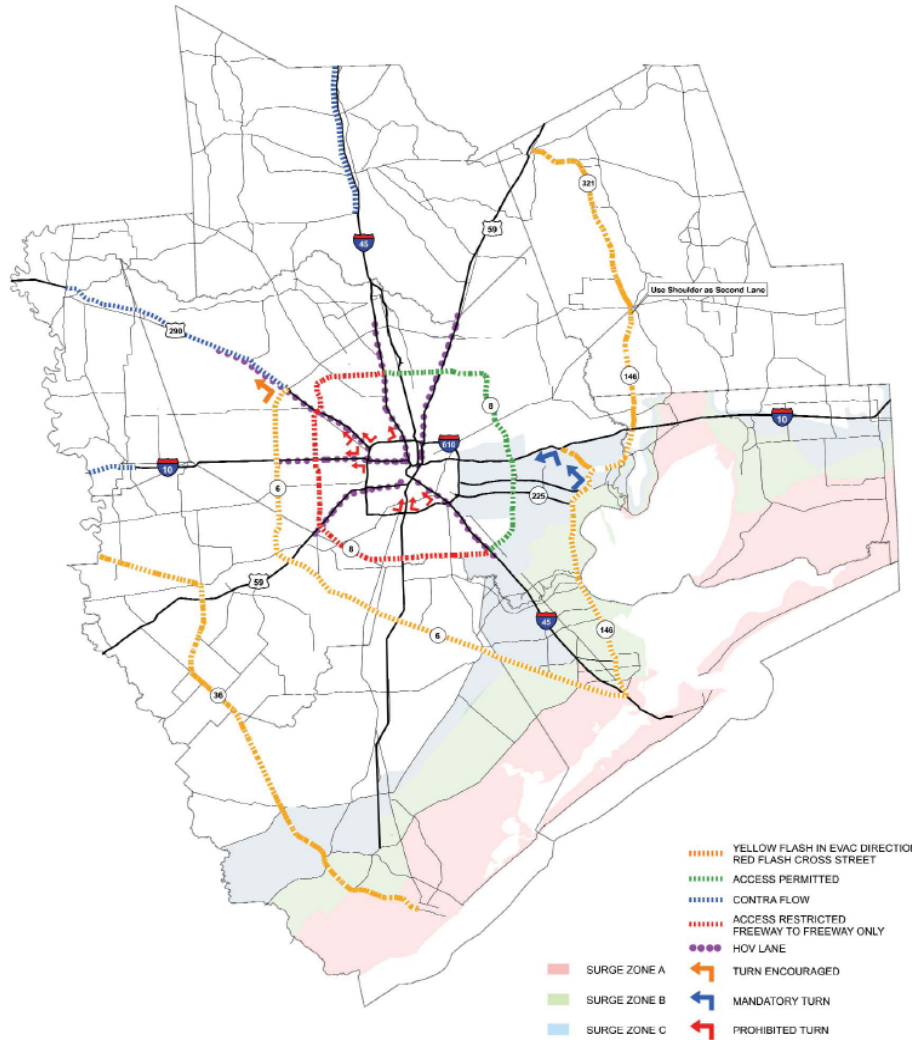 321
59
45
Use Shoulder as Second Lane
290
146
8
10
610
10
6
225
8
59
6
45
146
36
YELLOW FLASH IN EVAC DIRECTION
RED FLASH CROSS STREET
ACCESS PERMITTED
CONTRA FLOW
ACCESS RESTRICTED
FREEWAY TO FREEWAY ONLY
HOV LANE
SURGE ZONE A
TURN ENCOURAGED
SURGE ZONE B
MANDATORY TURN
SURGE ZONE C
PROHIBITED TURN